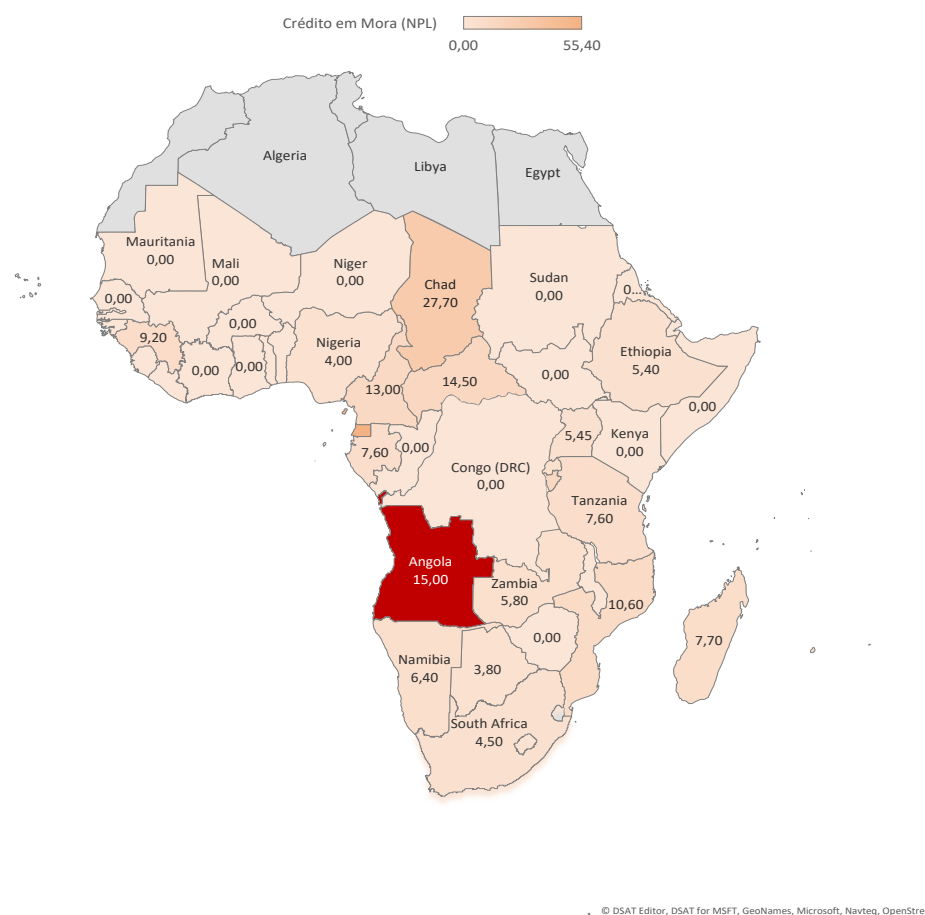 Crédito em Mora (NPL)
0,00 55,40
Algeria
Libya
Egypt
Mauritania
0,00
Mali
0,00
Niger
0,00
Chad
27,70
Sudan
0,00
0...
0,00
0,00
9,20
Nigeria
4,00
Ethiopia
5,40
0,00
0,00
0,00
13,00
14,50
0,00
5,45
Kenya
0,00
7,60
0,00
Congo (DRC)
0,00
Tanzania
7,60
Angola
15,00
Zambia
5,80
10,60
0,00
7,70
Namibia
6,40
3,80
South Africa
4,50
© DSAT Editor, DSAT for MSFT, GeoNames, Microsoft, Navteq, OpenStre